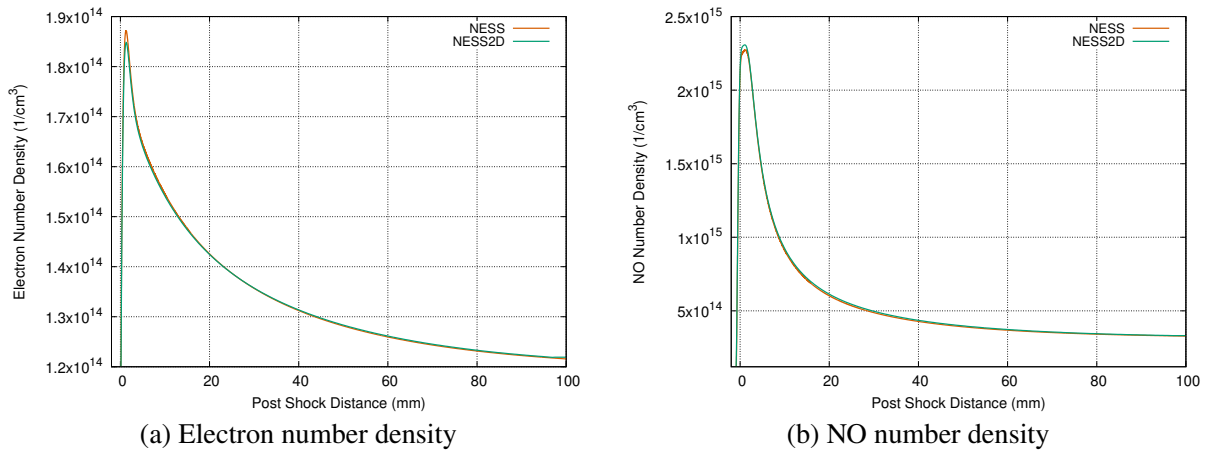 1.9x10^14
1.8x10^14
1.7x10^14
1.6x10^14
1.5x10^14
1.4x10^14
1.3x10^14
1.2x10^14
Electron Number Density (1/cm^3)
NESS
NESS2D
0 20 40 60 80 100
Post Shock Distance (mm)
(a) Electron number density
2.5x10^15
2x10^15
1.5x10^15
1x10^15
5x10^14
NO Number Density (1/cm^3)
NESS
NESS2D
0 20 40 60 80 100
Post Shock Distance (mm)
(b) NO number density